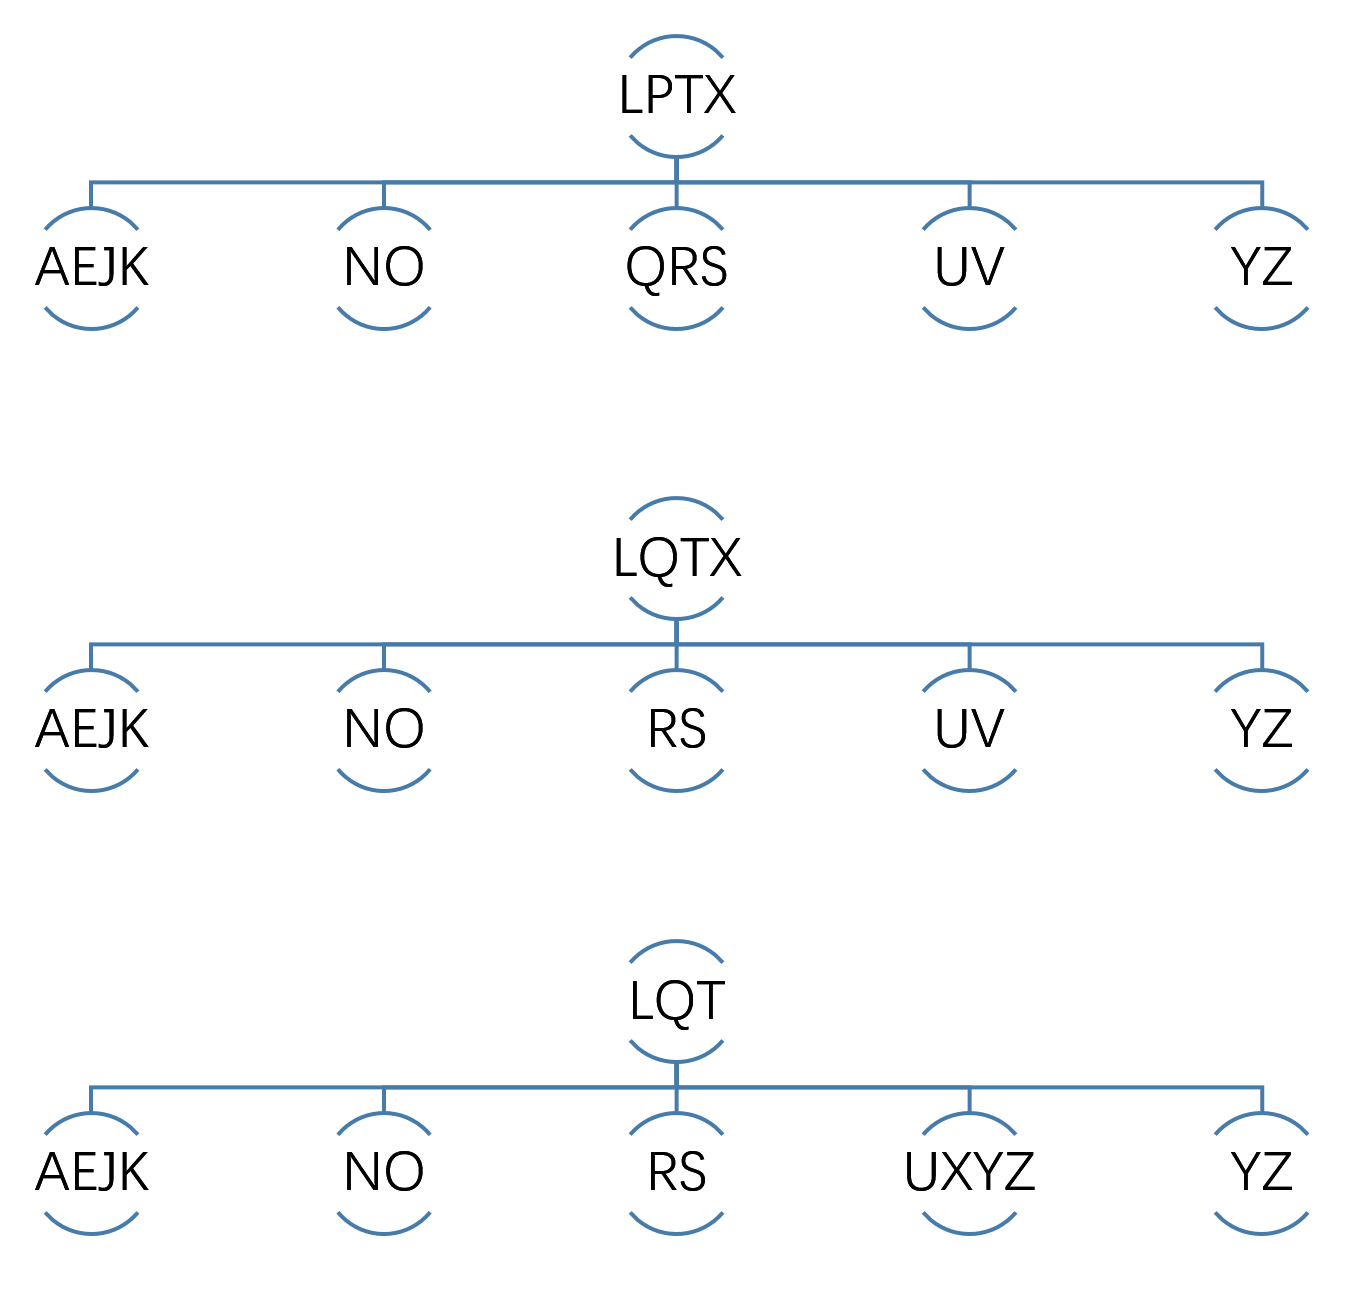 LPTX
AEJK NO QRS UV YZ
LQTX
AEJK NO RS UV YZ
LQT
AEJK NO RS UXYZ YZ